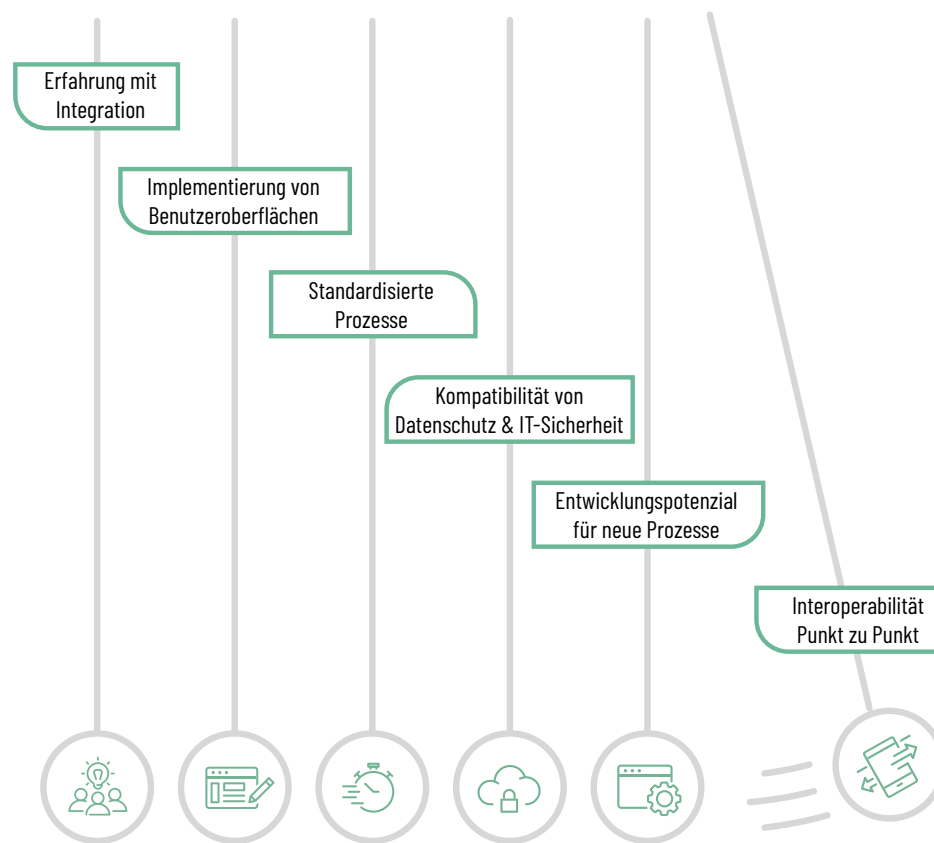 Erfahrung mit
Integration
Implementierung von
Benutzeroberflächen
Standardisierte
Prozesse
Kompatibilität von
Datenschutz & IT-Sicherheit
Entwicklungspotenzial
für neue Prozesse
Interoperabilität
Punkt zu Punkt